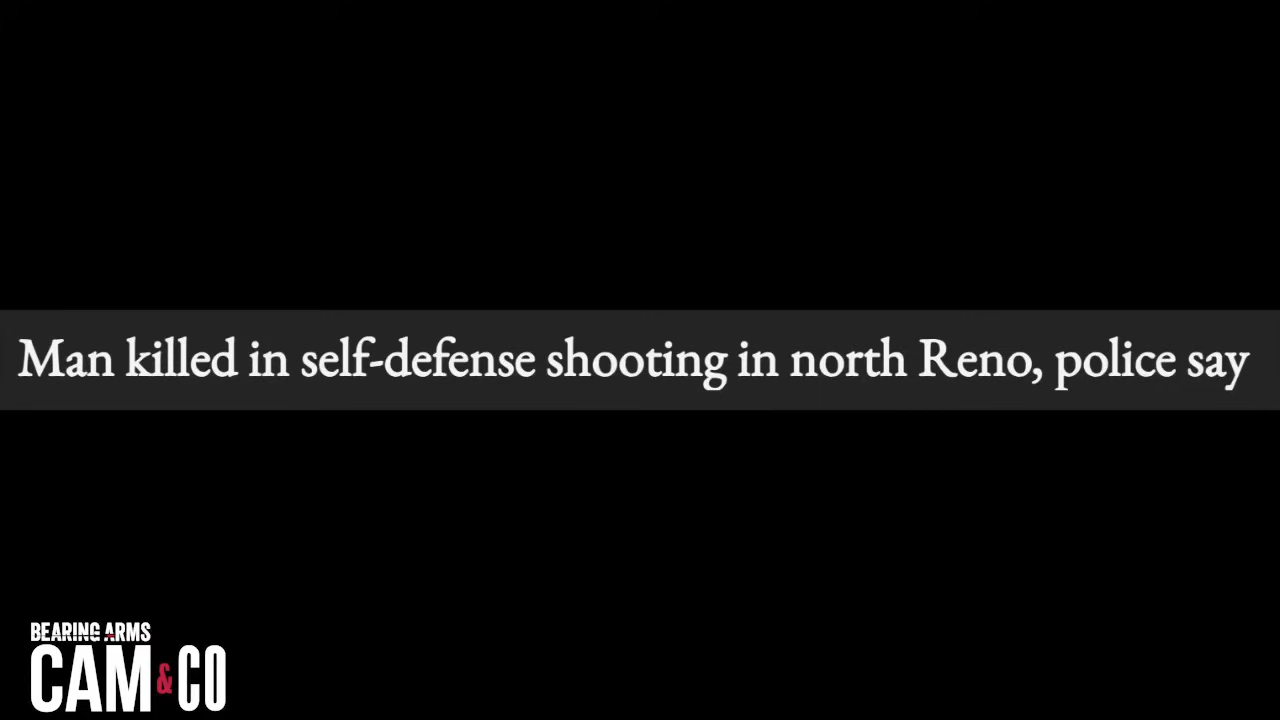 Man killed in self-defense shooting in north Reno, police say
BEARING ARMS
CAM & CO